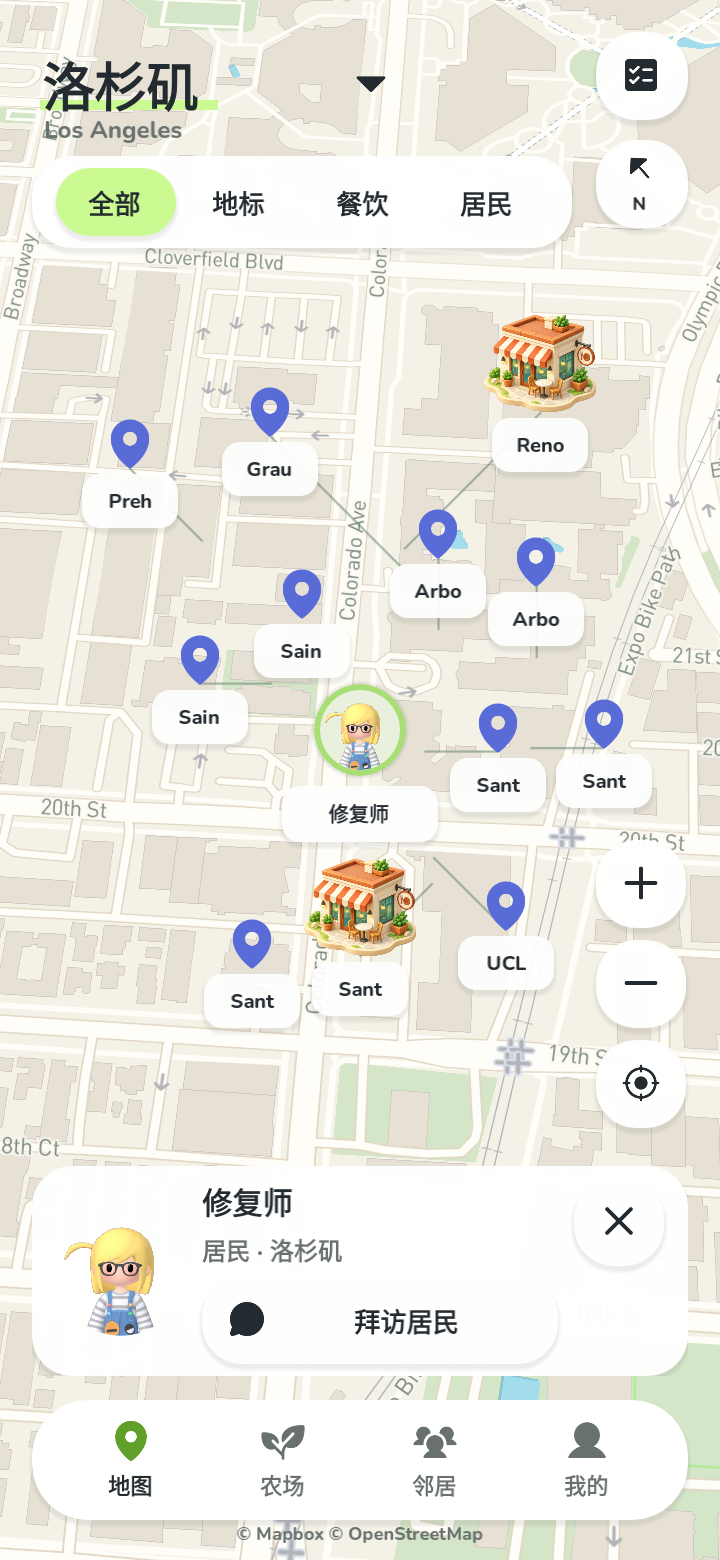 洛杉矶
Los Angeles
N
全部
地标
餐饮
居民
Cloverfield Blvd
Broadway
Reno
Grau
Preh
Colorado Ave
Arbo
Arbo
Expo Bike Path
Sain
Sain
21st S
Sant
Sant
20th St
修复师
20th St
UCL
Sant
Sant
19th S
8th Ct
修复师
居民 · 洛杉矶
拜访居民
地图
农场
邻居
我的
© Mapbox © OpenStreetMap